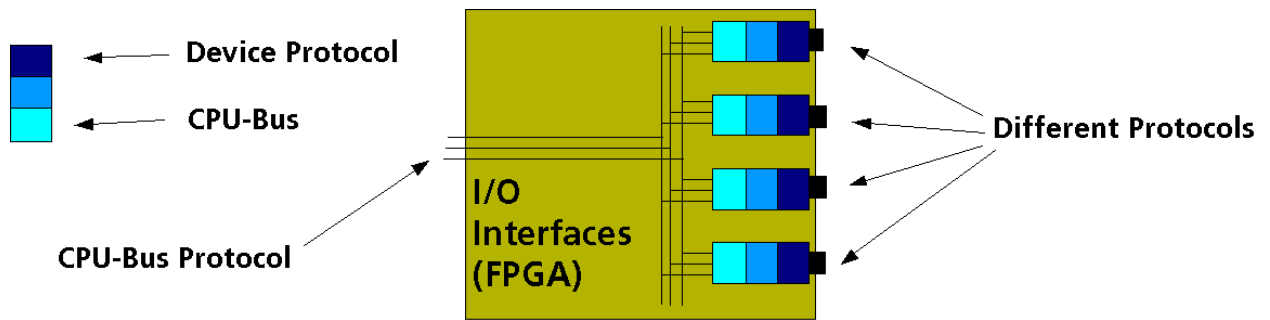 Device Protocol
CPU-Bus
CPU-Bus Protocol
I/O
Interfaces
(FPGA)
Different Protocols